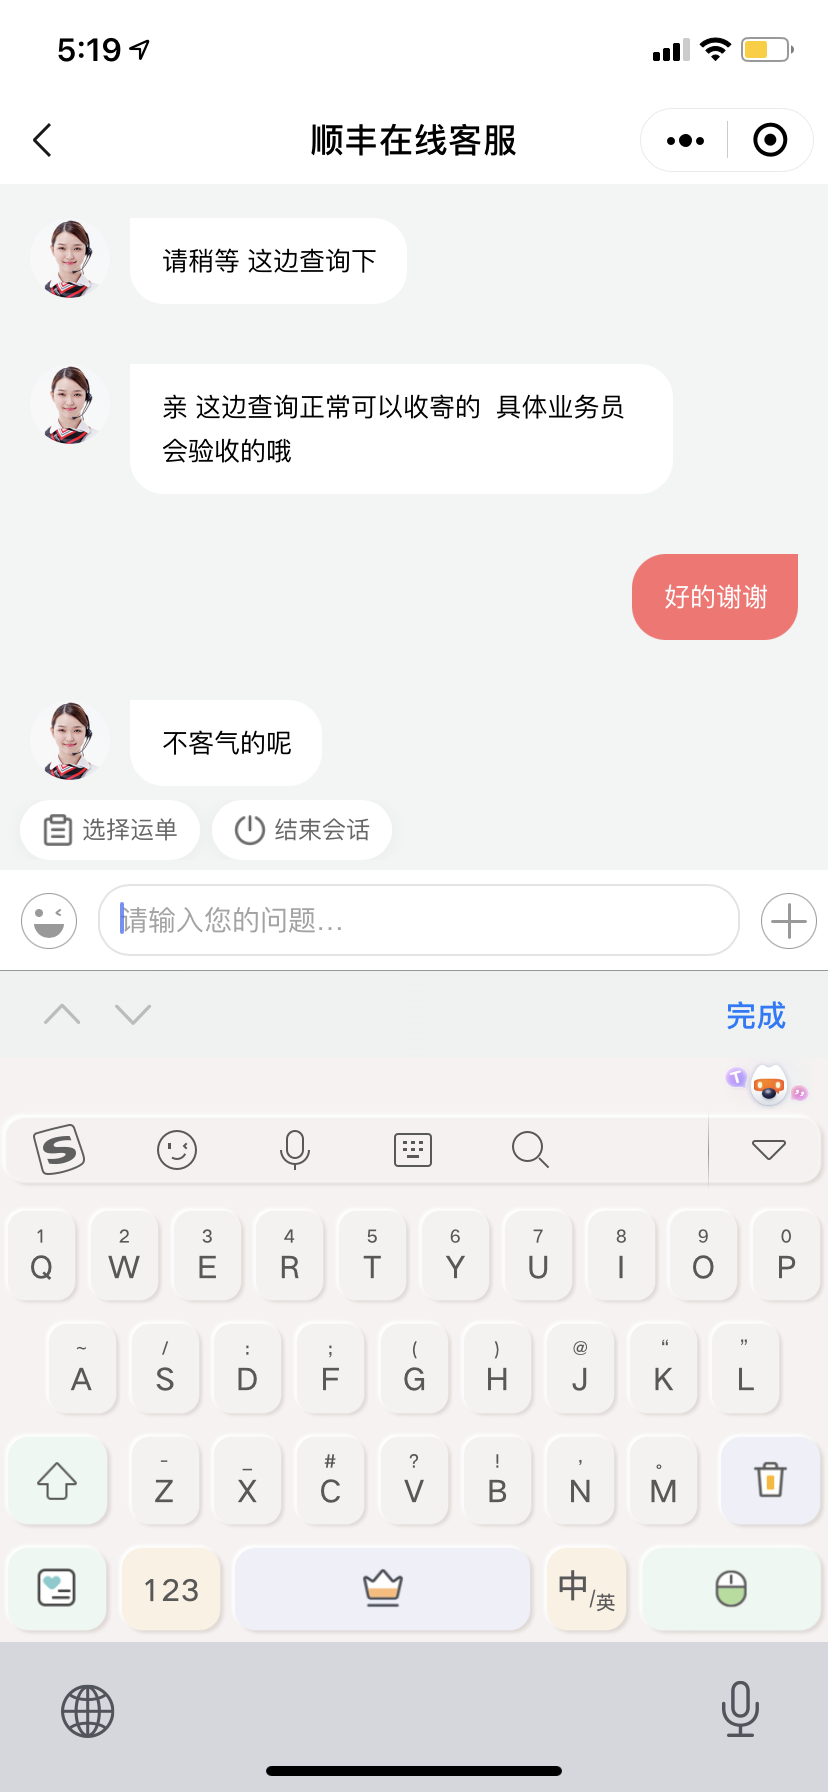 5:19
顺丰在线客服
请稍等 这边查询下
亲 这边查询正常可以收寄的 具体业务员
会验收的哦
好的谢谢
不客气的呢
选择运单 结束会话
请输入您的问题...
完成
T
S
1 2 3 4 5 6 7 8 9 0
Q W E R T Y U I O P
~ / : ; ( ) @ “ ”
A S D F G H J K L
- _ # ? ! ' 。
Z X C V B N M
123 中/英